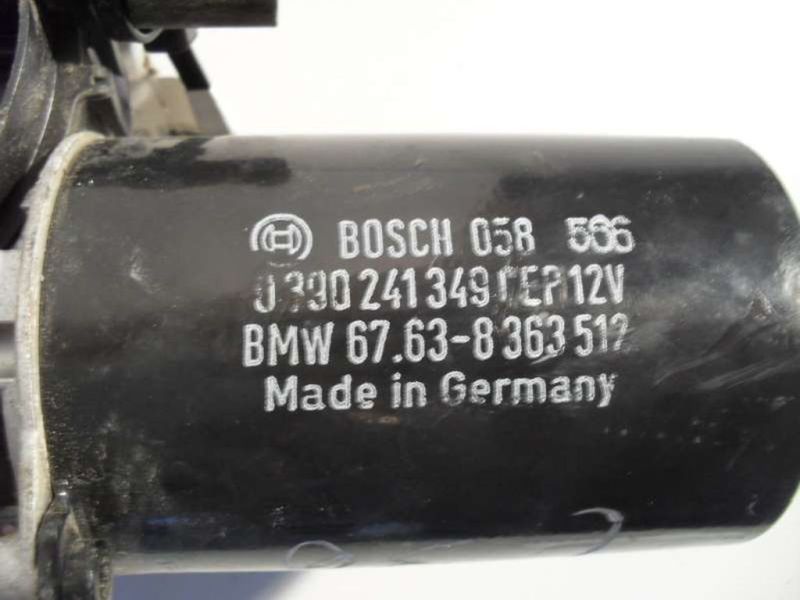 BOSCH 058 566
0 390 241 349 CEP 12V
BMW 67.63-8 363 512
Made in Germany